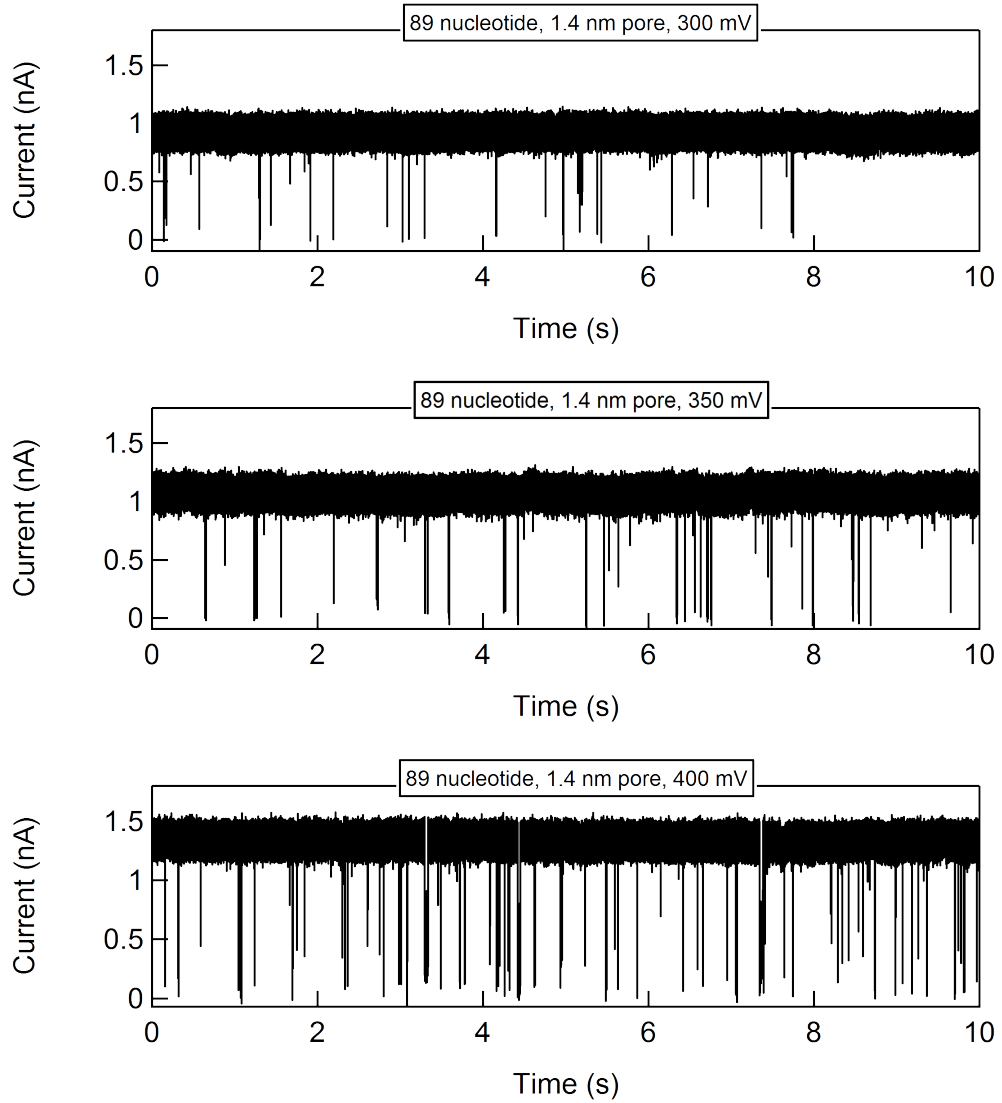 89 nucleotide, 1.4 nm pore, 300 mV
Current (nA)
1.5
1
0.5
0
0 2 4 6 8 10
Time (s)
89 nucleotide, 1.4 nm pore, 350 mV
Current (nA)
1.5
1
0.5
0
0 2 4 6 8 10
Time (s)
89 nucleotide, 1.4 nm pore, 400 mV
Current (nA)
1.5
1
0.5
0
0 2 4 6 8 10
Time (s)